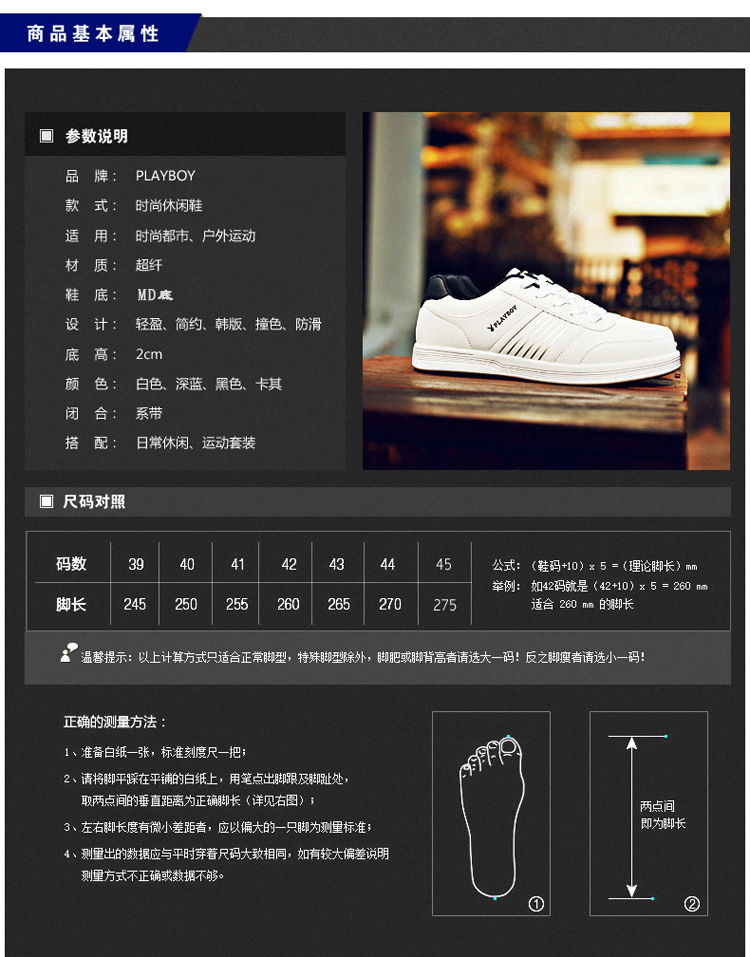 商品基本属性
参数说明
品 牌： PLAYBOY
款 式： 时尚休闲鞋
适 用： 时尚都市、户外运动
材 质： 超纤
鞋 底： MD底
设 计： 轻盈、简约、韩版、撞色、防滑
底 高： 2cm
颜 色： 白色、深蓝、黑色、卡其
闭 合： 系带
搭 配： 日常休闲、运动套装
PLAYBOY
尺码对照
码数 39 40 41 42 43 44 45
脚长 245 250 255 260 265 270 275
公式：（鞋码+10）x 5 =（理论脚长）mm
举例： 如42码就是（42+10）x 5 = 260 mm
适合 260 mm 的脚长
温馨提示：以上计算方式只适合正常脚型，特殊脚型除外，脚肥或脚背高者请选大一码！反之脚瘦者请选小一码！
正确的测量方法：
1、准备白纸一张，标准刻度尺一把；
2、请将脚平踩在平铺的白纸上，用笔点出脚跟及脚趾处，
取两点间的垂直距离为正确脚长（详见右图）；
3、左右脚长度有微小差距者，应以偏大的一只脚为测量标准；
4、测量出的数据应与平时穿着尺码大致相同，如有较大偏差说明
测量方式不正确或数据不够。
①
两点间
即为脚长
②